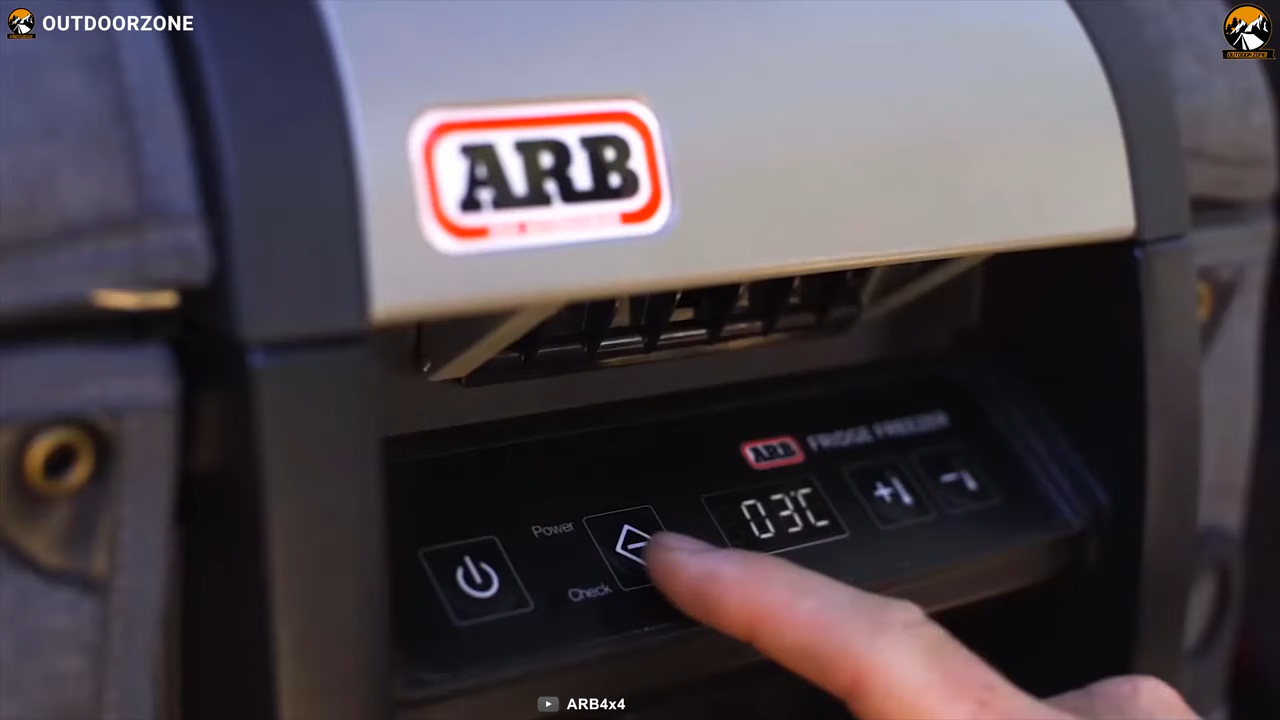 OUTDOORZONE
ARB
ARB FRIDGE FREEZER
Power
03°C
Check
ARB4x4